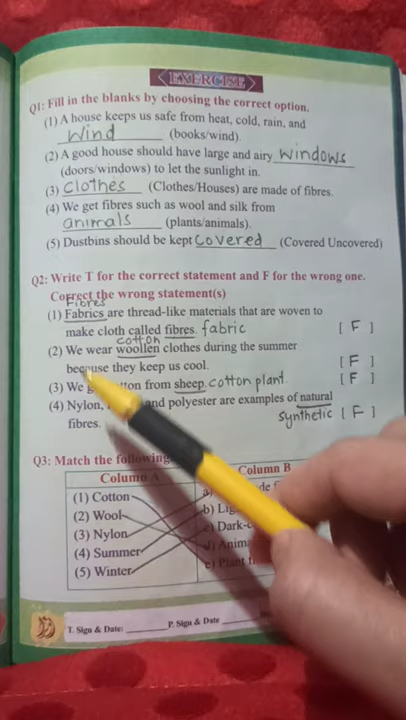 EXERCISE
Q1: Fill in the blanks by choosing the correct option.
(1) A house keeps us safe from heat, cold, rain, and
wind (books/wind).
(2) A good house should have large and airy windows
(doors/windows) to let the sunlight in.
(3) clothes (Clothes/Houses) are made of fibres.
(4) We get fibres such as wool and silk from
animals (plants/animals).
(5) Dustbins should be kept covered (Covered Uncovered)
Q2: Write T for the correct statement and F for the wrong one.
Correct the wrong statement(s)
Fibres
(1) Fabrics are thread-like materials that are woven to
make cloth called fibres. fabric [ F ]
cotton
(2) We wear woollen clothes during the summer
because they keep us cool. [ F ]
(3) We from sheep. cotton plant. [ F ]
(4) Nylon, and polyester are examples of natural
fibres. synthetic [ F ]
Q3: Match the following
Column A Column B
(1) Cotton a)
(2) Wool b)
(3) Nylon c) Dark-
(4) Summer d)
(5) Winter e) Plant
T. Sign & Date: P. Sign & Date